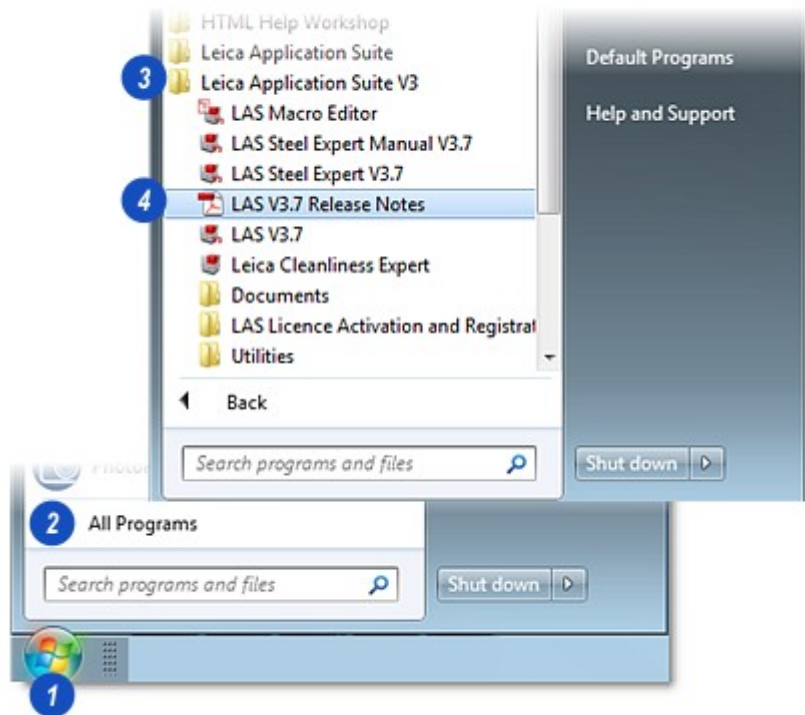 HTML Help Workshop
Leica Application Suite
3
Leica Application Suite V3
LAS Macro Editor
LAS Steel Expert Manual V3.7
LAS Steel Expert V3.7
4
LAS V3.7 Release Notes
LAS V3.7
Leica Cleanliness Expert
Documents
LAS Licence Activation and Registrat
Utilities
Back
Search programs and files
Default Programs
Help and Support
Shut down
2
All Programs
Search programs and files
Shut down
1